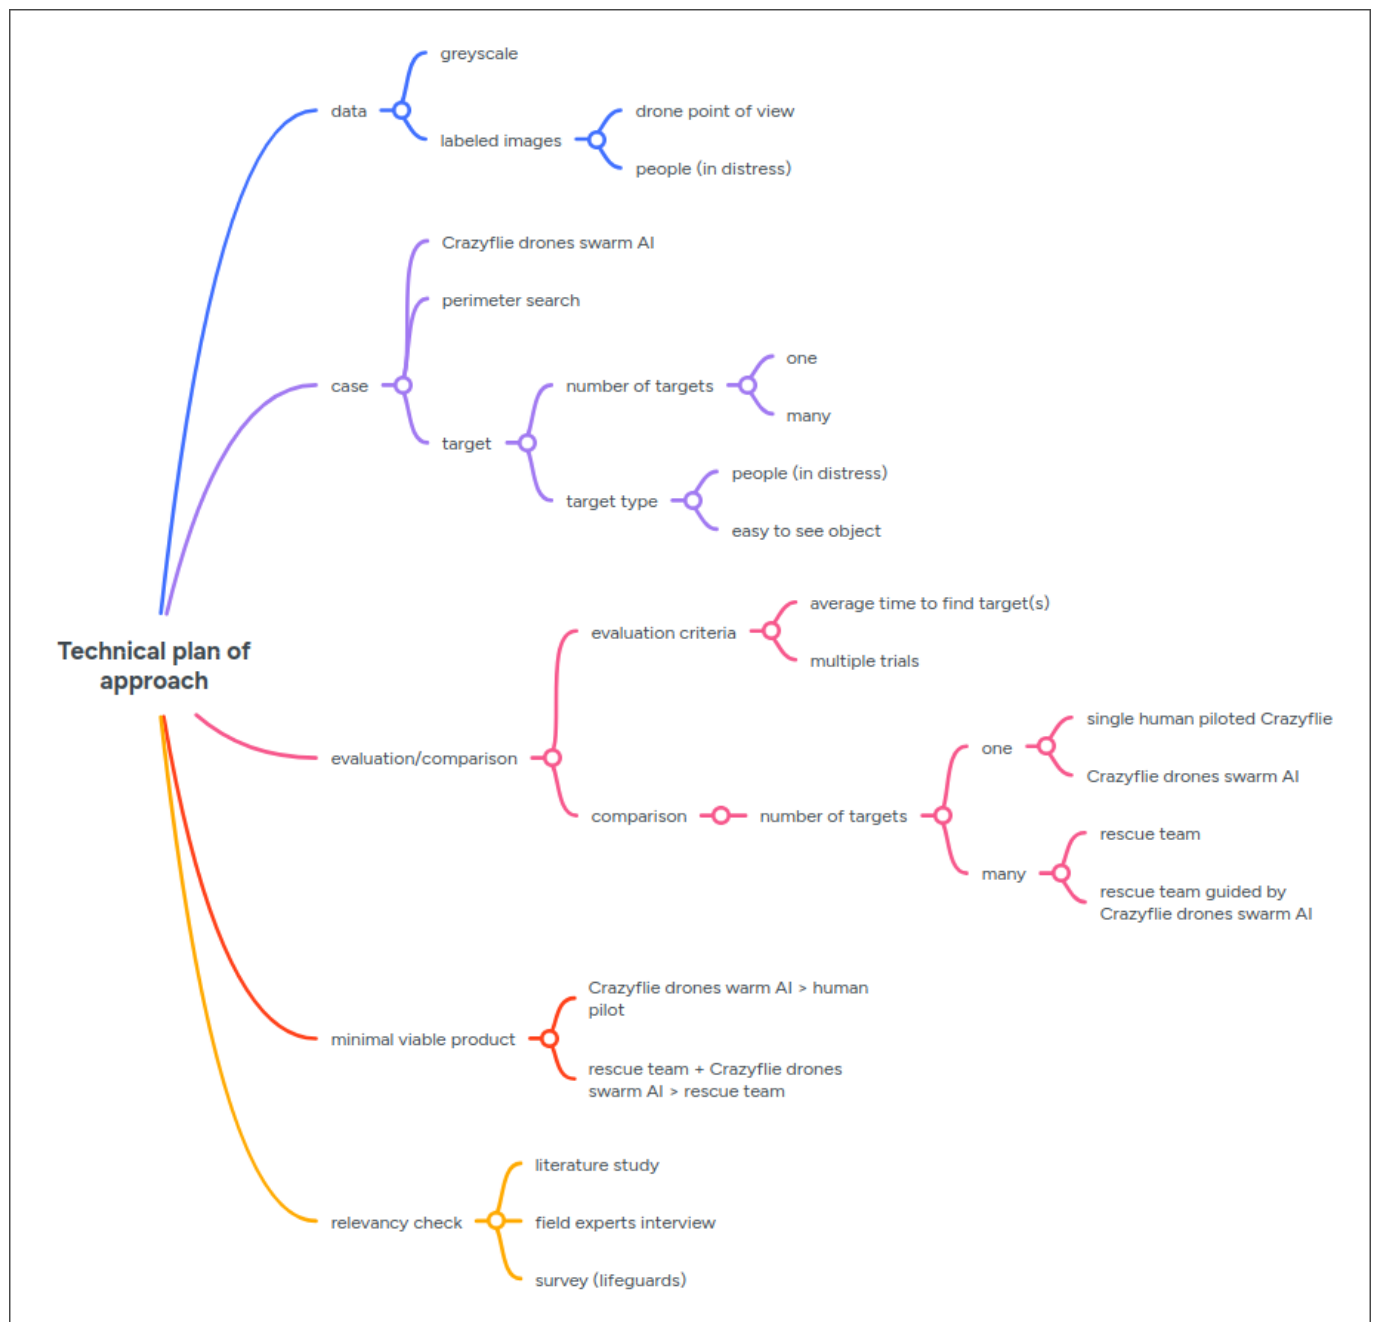 greyscale
data
drone point of view
labeled images
people (in distress)
Crazyflie drones swarm AI
perimeter search
one
case
number of targets
many
target
people (in distress)
target type
easy to see object
average time to find target(s)
evaluation criteria
Technical plan of
approach
multiple trials
single human piloted Crazyflie
one
evaluation/comparison
Crazyflie drones swarm AI
comparison
number of targets
rescue team
many
rescue team guided by
Crazyflie drones swarm AI
Crazyflie drones warm AI > human
pilot
minimal viable product
rescue team + Crazyflie drones
swarm AI > rescue team
literature study
relevancy check
field experts interview
survey (lifeguards)